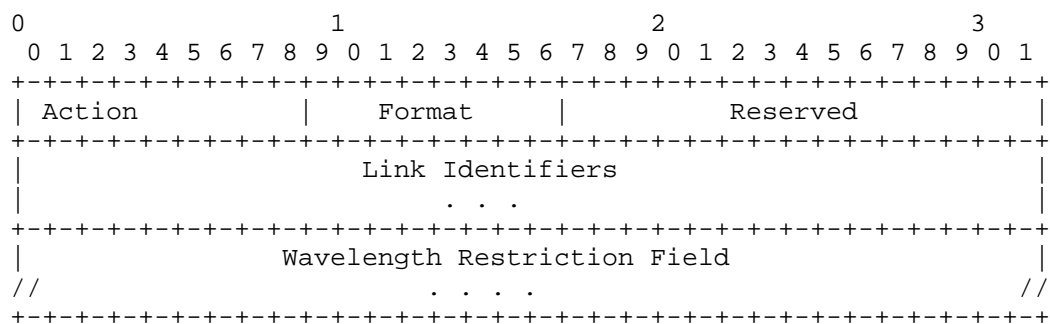 0                   1                   2                   3
 0 1 2 3 4 5 6 7 8 9 0 1 2 3 4 5 6 7 8 9 0 1 2 3 4 5 6 7 8 9 0 1
+-+-+-+-+-+-+-+-+-+-+-+-+-+-+-+-+-+-+-+-+-+-+-+-+-+-+-+-+-+-+-+-+
| Action          |    Format     |          Reserved           |
+-+-+-+-+-+-+-+-+-+-+-+-+-+-+-+-+-+-+-+-+-+-+-+-+-+-+-+-+-+-+-+-+
|                     Link Identifiers                          |
|                          . . .                                |
+-+-+-+-+-+-+-+-+-+-+-+-+-+-+-+-+-+-+-+-+-+-+-+-+-+-+-+-+-+-+-+-+
|                Wavelength Restriction Field                   |
//                        . . . .                              //
+-+-+-+-+-+-+-+-+-+-+-+-+-+-+-+-+-+-+-+-+-+-+-+-+-+-+-+-+-+-+-+-+